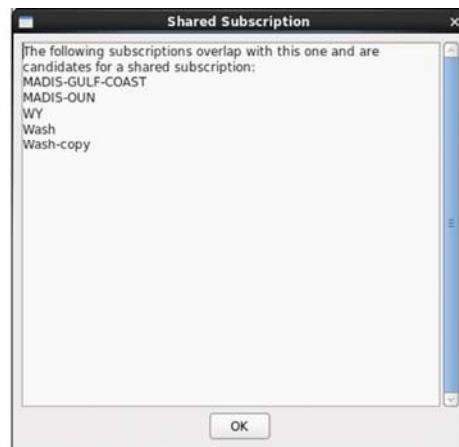 Shared Subscription
The following subscriptions overlap with this one and are
candidates for a shared subscription:
MADIS-GULF-COAST
MADIS-OUN
WY
Wash
Wash-copy
OK